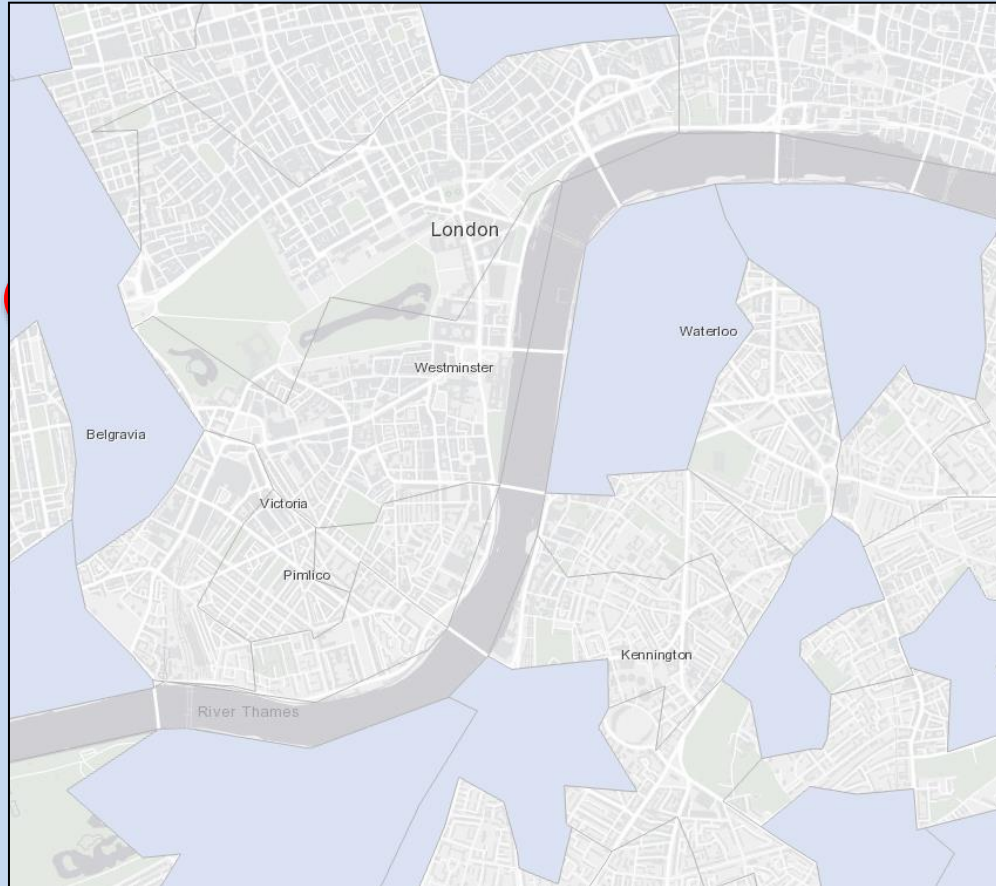 London
Waterloo
Westminster
Belgravia
Victoria
Pimlico
Kennington
River Thames